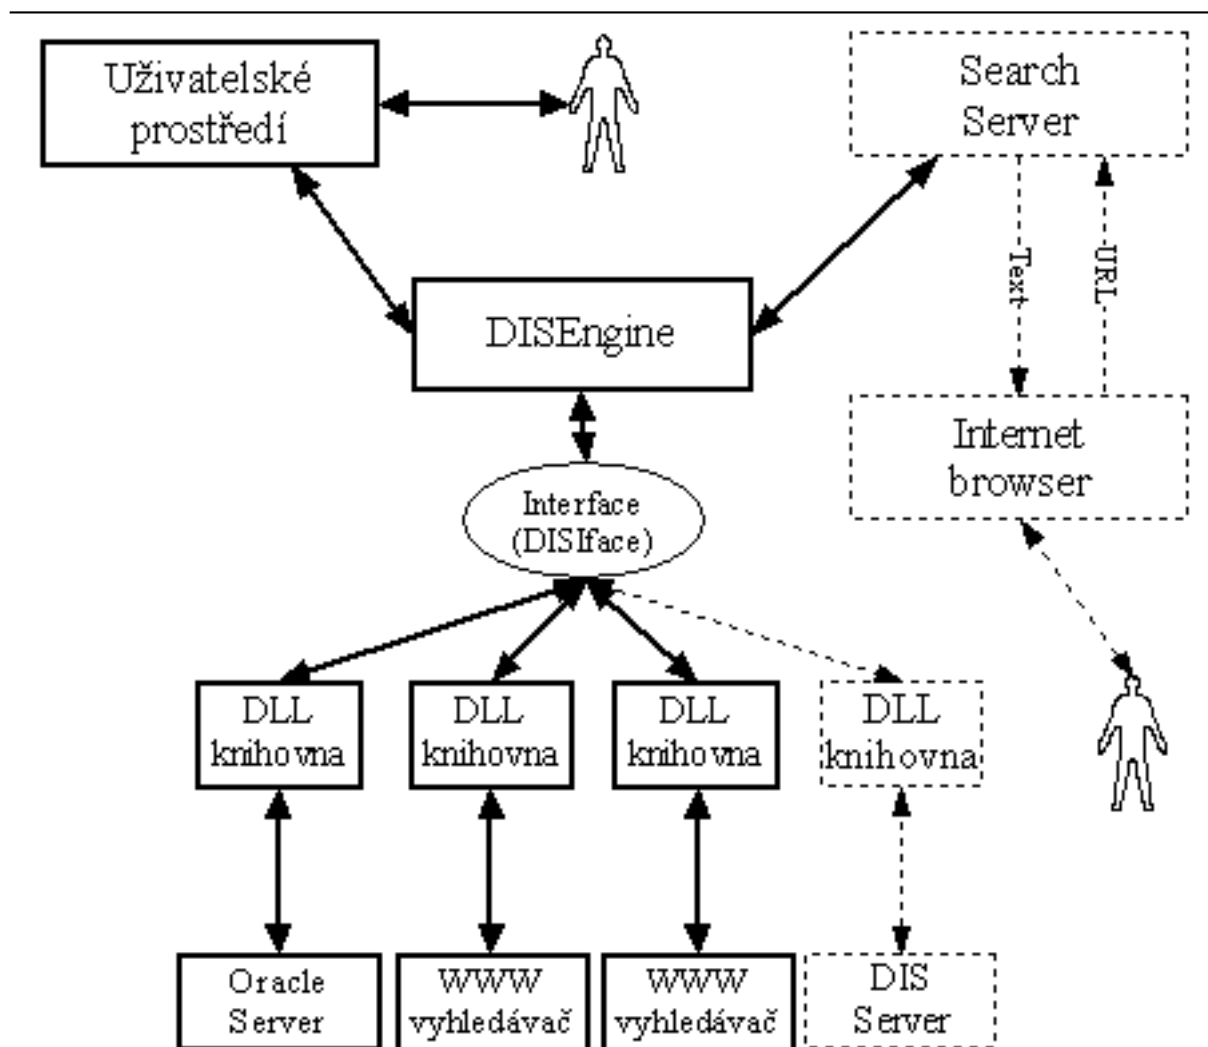 Uživatelské
prostředí
Search
Server
Text
URL
DISEngine
Internet
browser
Interface
(DISIface)
DLL
knihovna
DLL
knihovna
DLL
knihovna
DLL
knihovna
Oracle
Server
WWW
vyhledávač
WWW
vyhledávač
DIS
Server